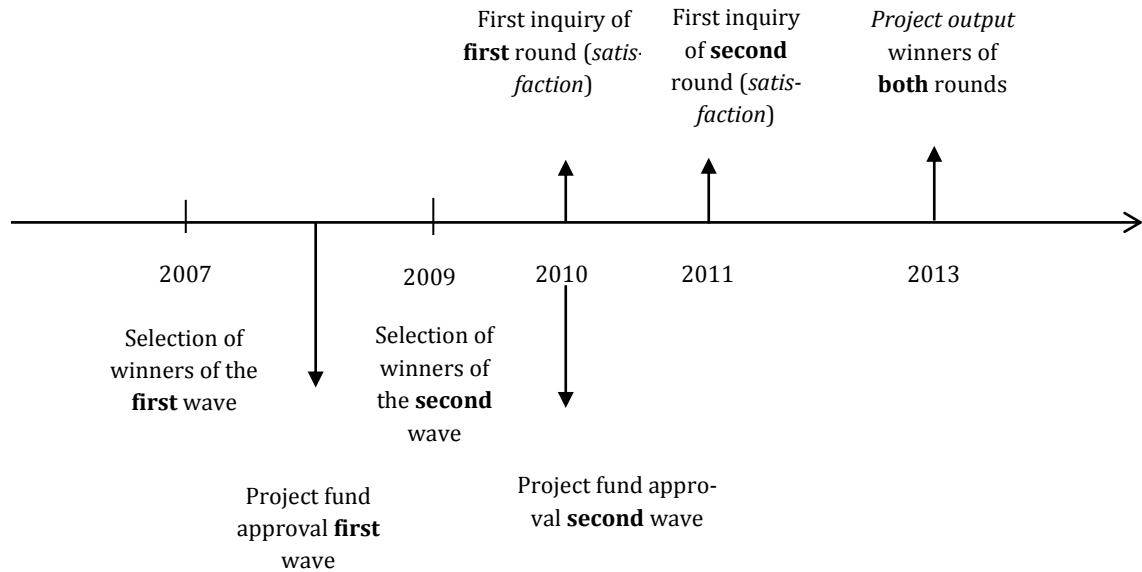 First inquiry of
first round (satis-
faction)
First inquiry
of second
round (satis-
faction)
Project output
winners of
both rounds
2007
2009
2010
2011
2013
Selection of
winners of the
first wave
Selection of
winners of
the second
wave
Project fund
approval first
wave
Project fund appro-
val second wave